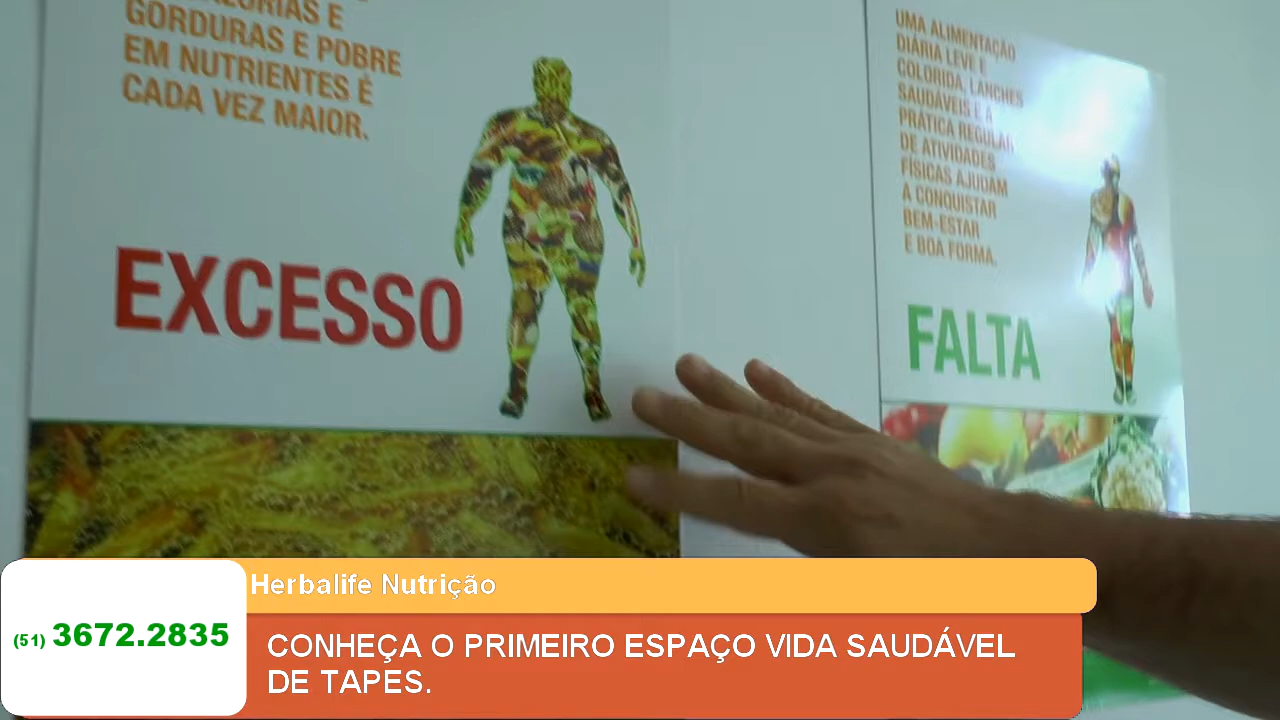 CALORIAS E
GORDURAS E POBRE
EM NUTRIENTES É
CADA VEZ MAIOR.
EXCESSO
UMA ALIMENTAÇÃO
DIÁRIA LEVE E
COLORIDA, LANCHES
SAUDÁVEIS E A
PRÁTICA REGULAR
DE ATIVIDADES
FÍSICAS AJUDAM
A CONQUISTAR
BEM-ESTAR
E BOA FORMA.
FALTA
Herbalife Nutrição
(51) 3672.2835
CONHEÇA O PRIMEIRO ESPAÇO VIDA SAUDÁVEL
DE TAPES.